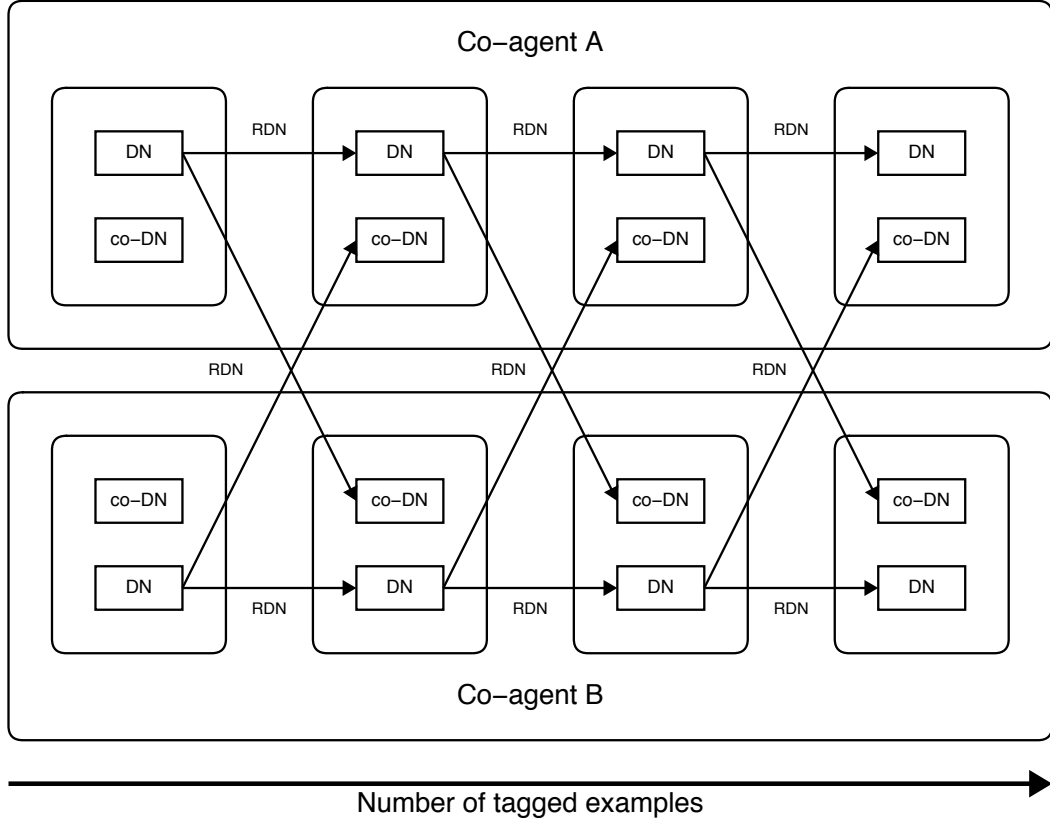 Co−agent A
RDN RDN RDN
DN DN DN DN
co−DN co−DN co−DN co−DN
RDN RDN RDN
co−DN co−DN co−DN co−DN
DN DN DN DN
RDN RDN RDN
Co−agent B
Number of tagged examples